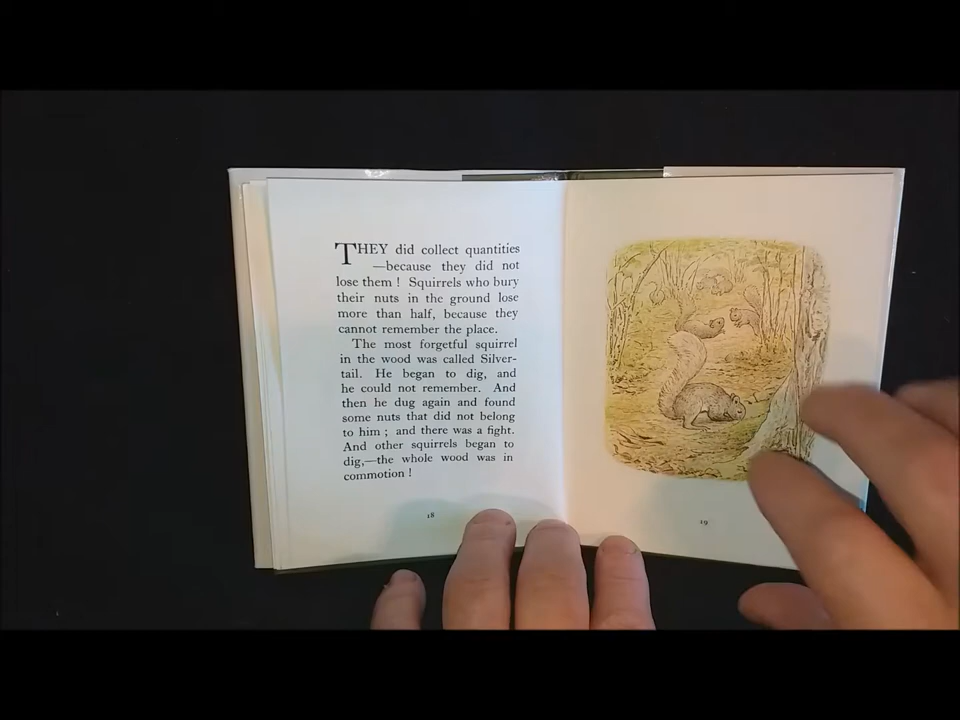 THEY did collect quantities
—because they did not
lose them ! Squirrels who bury
their nuts in the ground lose
more than half, because they
cannot remember the place.
The most forgetful squirrel
in the wood was called Silver-
tail. He began to dig, and
he could not remember. And
then he dug again and found
some nuts that did not belong
to him ; and there was a fight.
And other squirrels began to
dig,—the whole wood was in
commotion !
18
19